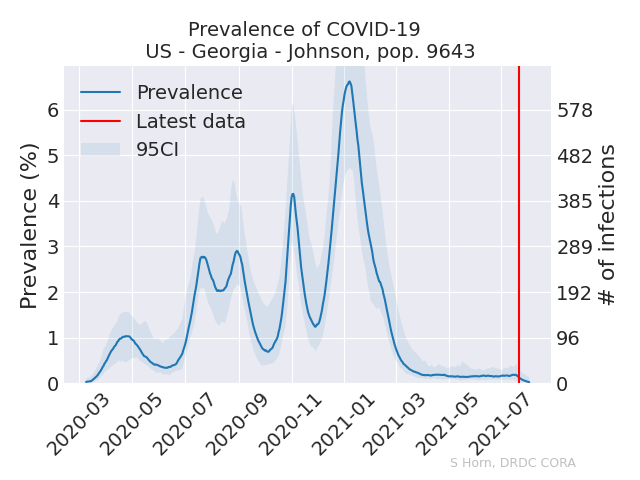 Prevalence of COVID-19
US - Georgia - Johnson, pop. 9643
Prevalence
Latest data
95CI
Prevalence (%)
6
5
4
3
2
1
0
# of infections
578
482
385
289
192
96
0
2020-03
2020-05
2020-07
2020-09
2020-11
2021-01
2021-03
2021-05
2021-07
S Horn, DRDC CORA